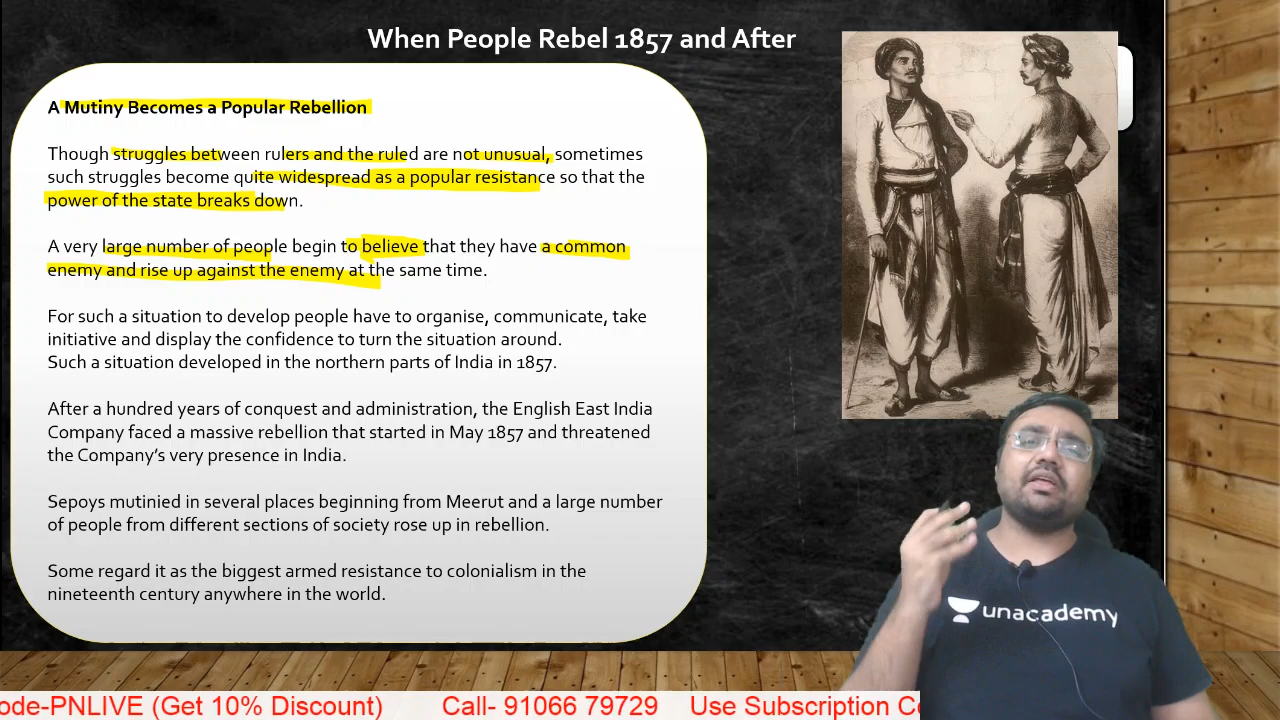 When People Rebel 1857 and After
A Mutiny Becomes a Popular Rebellion
Though struggles between rulers and the ruled are not unusual, sometimes
such struggles become quite widespread as a popular resistance so that the
power of the state breaks down.
A very large number of people begin to believe that they have a common
enemy and rise up against the enemy at the same time.
For such a situation to develop people have to organise, communicate, take
initiative and display the confidence to turn the situation around.
Such a situation developed in the northern parts of India in 1857.
After a hundred years of conquest and administration, the English East India
Company faced a massive rebellion that started in May 1857 and threatened
the Company's very presence in India.
Sepoys mutinied in several places beginning from Meerut and a large number
of people from different sections of society rose up in rebellion.
Some regard it as the biggest armed resistance to colonialism in the
nineteenth century anywhere in the world.
unacademy
ode-PNLIVE (Get 10% Discount) Call- 91066 79729 Use Subscription C